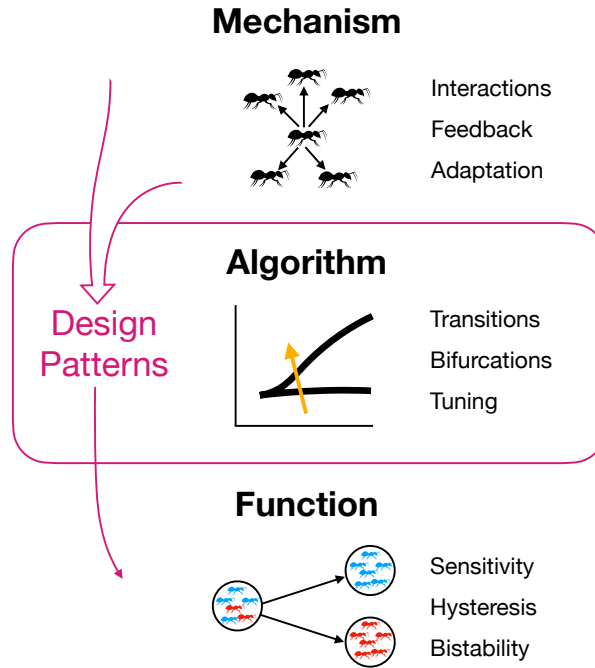 Mechanism
Interactions
Feedback
Adaptation
Algorithm
Design
Patterns
Transitions
Bifurcations
Tuning
Function
Sensitivity
Hysteresis
Bistability